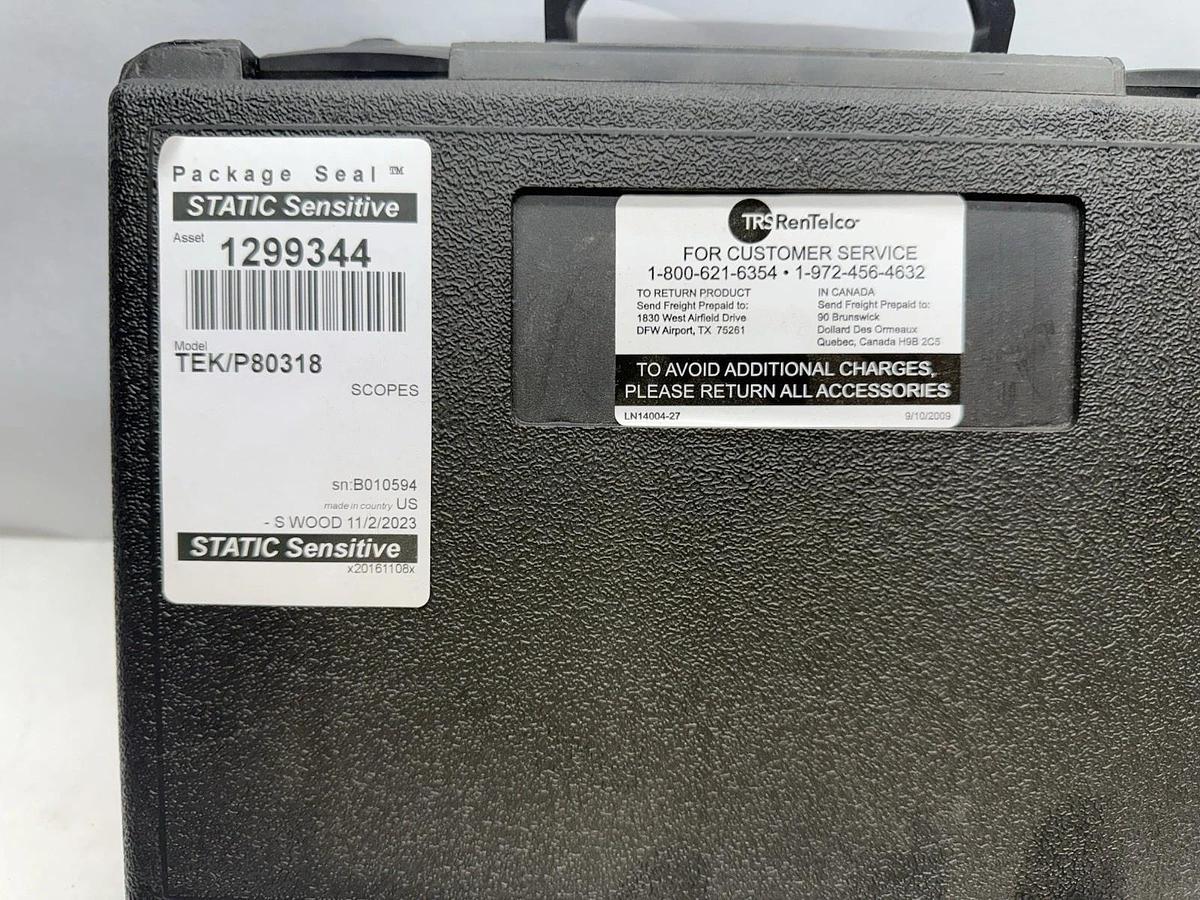 Package Seal ™
STATIC Sensitive
Asset
1299344
Model
TEK/P80318
SCOPES
sn:B010594
made in country US
- S WOOD 11/2/2023
STATIC Sensitive
x20161108x
TRS RenTelco
FOR CUSTOMER SERVICE
1-800-621-6354 • 1-972-456-4632
TO RETURN PRODUCT
Send Freight Prepaid to:
1830 West Airfield Drive
DFW Airport, TX 75261
IN CANADA
Send Freight Prepaid to:
90 Brunswick
Dollard Des Ormeaux
Quebec, Canada H9B 2C5
TO AVOID ADDITIONAL CHARGES,
PLEASE RETURN ALL ACCESSORIES
LN14004-27
9/10/2009